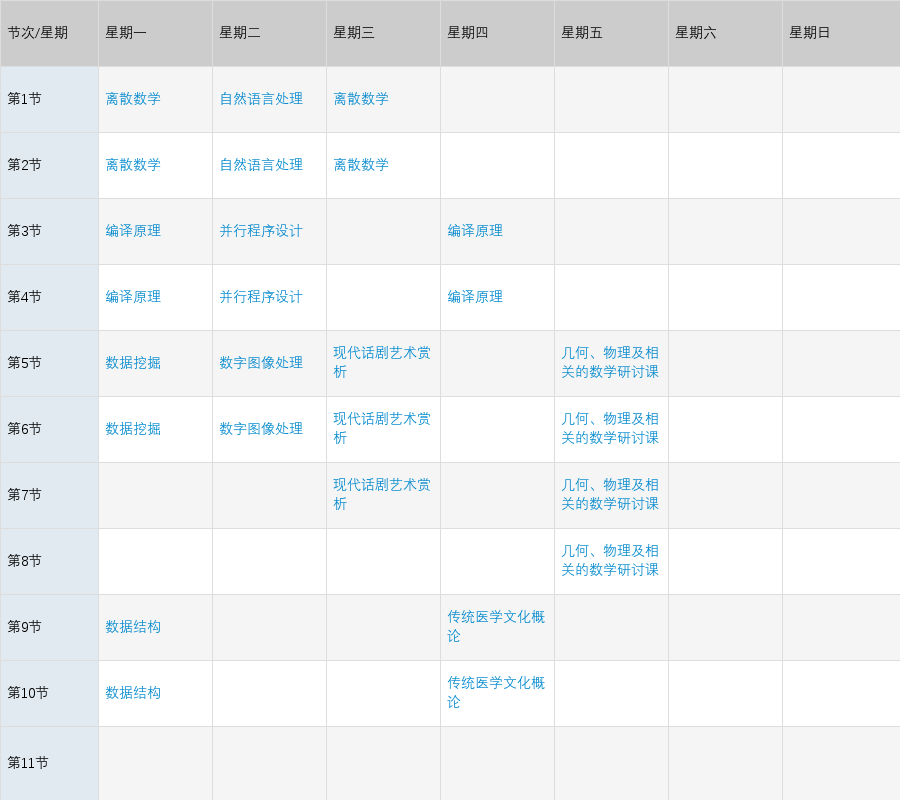 节次/星期 星期一 星期二 星期三 星期四 星期五 星期六 星期日
第1节 离散数学 自然语言处理 离散数学
第2节 离散数学 自然语言处理 离散数学
第3节 编译原理 并行程序设计 编译原理
第4节 编译原理 并行程序设计 编译原理
第5节 数据挖掘 数字图像处理 现代话剧艺术赏 几何、物理及相
析 关的数学研讨课
第6节 数据挖掘 数字图像处理 现代话剧艺术赏 几何、物理及相
析 关的数学研讨课
第7节 现代话剧艺术赏 几何、物理及相
析 关的数学研讨课
第8节 几何、物理及相
关的数学研讨课
第9节 数据结构 传统医学文化概
论
第10节 数据结构 传统医学文化概
论
第11节